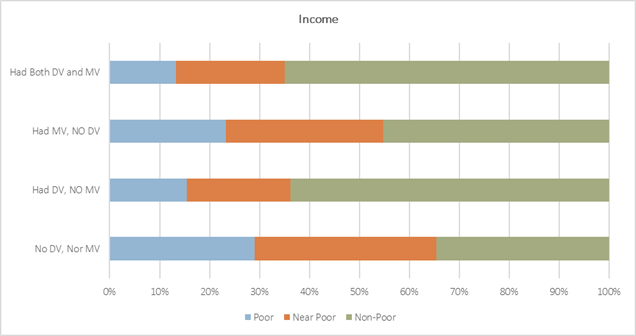 Income
Had Both DV and MV
Had MV, NO DV
Had DV, NO MV
No DV, Nor MV
0% 10% 20% 30% 40% 50% 60% 70% 80% 90% 100%
Poor Near Poor Non-Poor